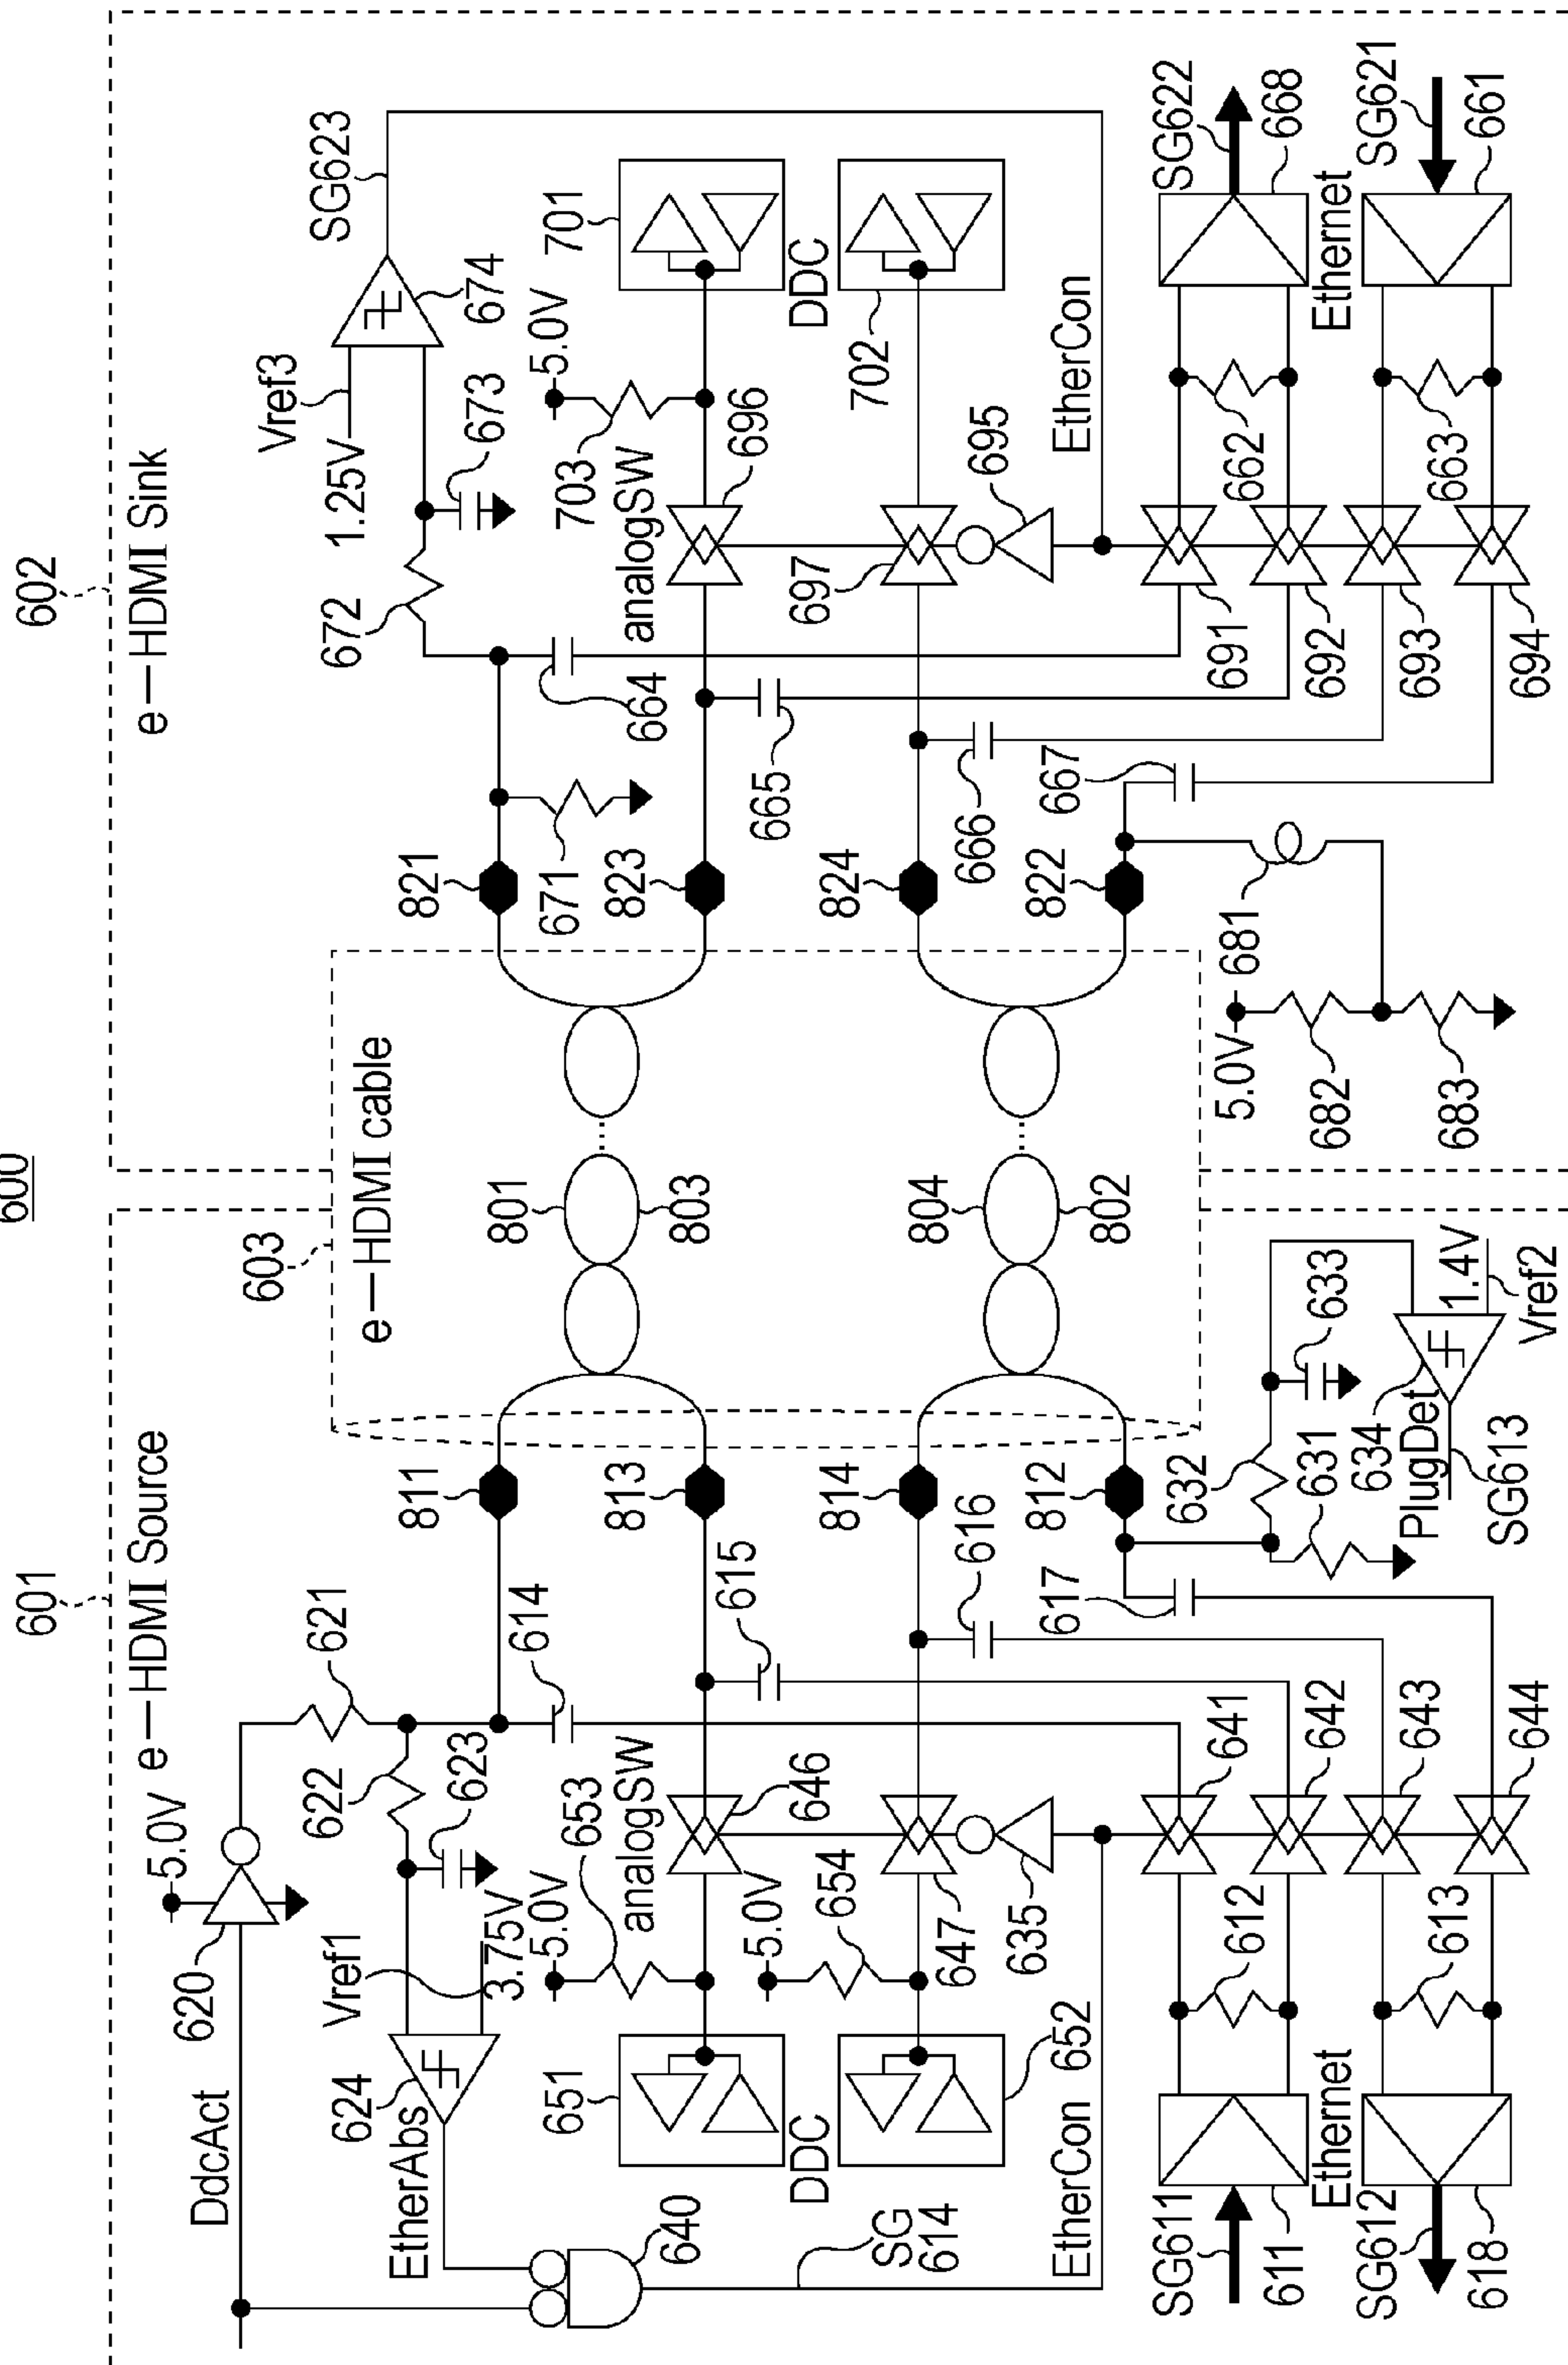 600
601
602
e—HDMI Source
603
e—HDMI cable
e—HDMI Sink
5.0V
620
DdcAct
621
622
623
Vref1
3.75V
624
EtherAbs
640
SG
614
614
811
801
821
671
672
664
1.25V
Vref3
673
674
SG623
5.0V
653
651
analogSW
646
615
813
803
823
665
analogSW
696
703
5.0V
701
DDC
DDC
5.0V
654
652
647
635
616
814
804
824
666
697
695
702
EtherCon
EtherCon
617
812
802
822
667
SG611
611
612
641
642
Ethernet
SG612
618
613
643
644
632
631
633
634
PlugDet
SG613
1.4V
Vref2
5.0V
681
682
683
691
692
693
694
662
663
Ethernet
SG622
668
SG621
661